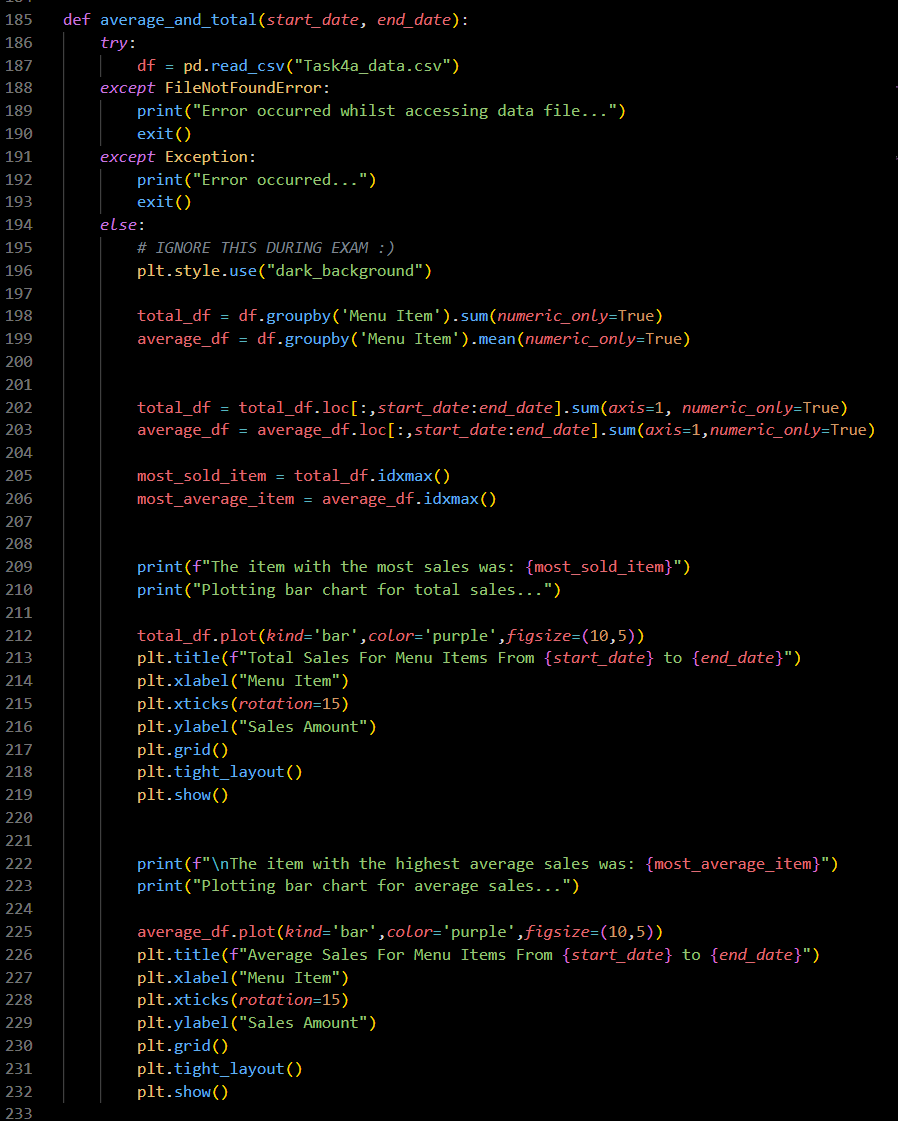 185 def average_and_total(start_date, end_date):
186     try:
187         df = pd.read_csv("Task4a_data.csv")
188     except FileNotFoundError:
189         print("Error occurred whilst accessing data file...")
190         exit()
191     except Exception:
192         print("Error occurred...")
193         exit()
194     else:
195         # IGNORE THIS DURING EXAM :)
196         plt.style.use("dark_background")
197
198         total_df = df.groupby('Menu Item').sum(numeric_only=True)
199         average_df = df.groupby('Menu Item').mean(numeric_only=True)
200
201
202         total_df = total_df.loc[:,start_date:end_date].sum(axis=1, numeric_only=True)
203         average_df = average_df.loc[:,start_date:end_date].sum(axis=1,numeric_only=True)
204
205         most_sold_item = total_df.idxmax()
206         most_average_item = average_df.idxmax()
207
208
209         print(f"The item with the most sales was: {most_sold_item}")
210         print("Plotting bar chart for total sales...")
211
212         total_df.plot(kind='bar',color='purple',figsize=(10,5))
213         plt.title(f"Total Sales For Menu Items From {start_date} to {end_date}")
214         plt.xlabel("Menu Item")
215         plt.xticks(rotation=15)
216         plt.ylabel("Sales Amount")
217         plt.grid()
218         plt.tight_layout()
219         plt.show()
220
221
222         print(f"\nThe item with the highest average sales was: {most_average_item}")
223         print("Plotting bar chart for average sales...")
224
225         average_df.plot(kind='bar',color='purple',figsize=(10,5))
226         plt.title(f"Average Sales For Menu Items From {start_date} to {end_date}")
227         plt.xlabel("Menu Item")
228         plt.xticks(rotation=15)
229         plt.ylabel("Sales Amount")
230         plt.grid()
231         plt.tight_layout()
232         plt.show()
233